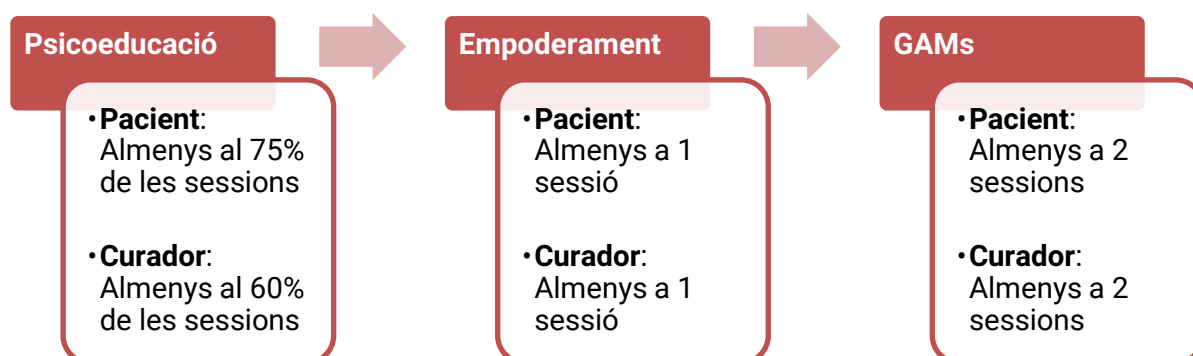 Psicoeducació
•Pacient:
Almenys al 75%
de les sessions
•Curador:
Almenys al 60%
de les sessions
Empoderament
•Pacient:
Almenys a 1
sessió
•Curador:
Almenys a 1
sessió
GAMs
•Pacient:
Almenys a 2
sessions
•Curador:
Almenys a 2
sessions